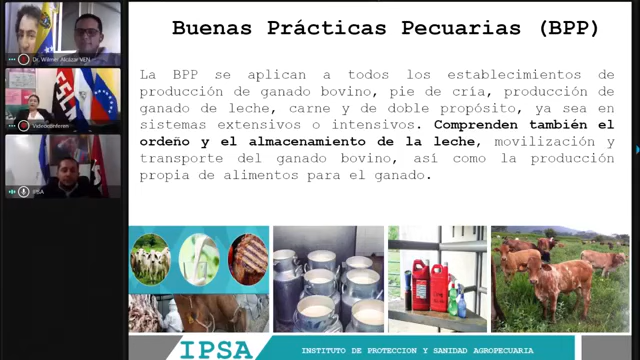 Buenas Prácticas Pecuarias (BPP)
La BPP se aplican a todos los establecimientos de
producción de ganado bovino, pie de cría, producción de
ganado de leche, carne y de doble propósito, ya sea en
sistemas extensivos o intensivos. Comprenden también el
ordeño y el almacenamiento de la leche, movilización y
transporte del ganado bovino, así como la producción
propia de alimentos para el ganado.
Dr. Wilmer Alcázar VEN
Videoconferen
IPSA
FSLN
IPSA
INSTITUTO DE PROTECCION Y SANIDAD AGROPECUARIA